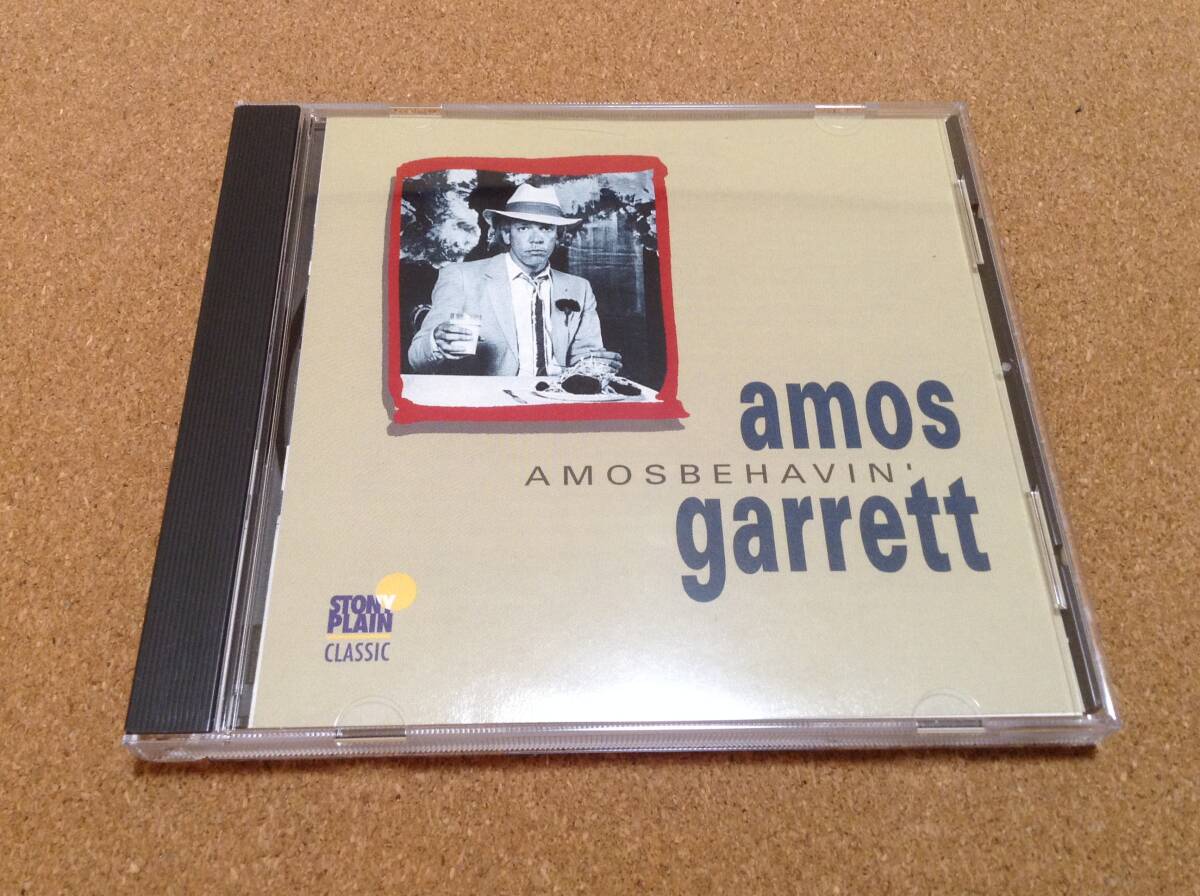 amos
AMOSBEHAVIN'
garrett
STONY
PLAIN
CLASSIC